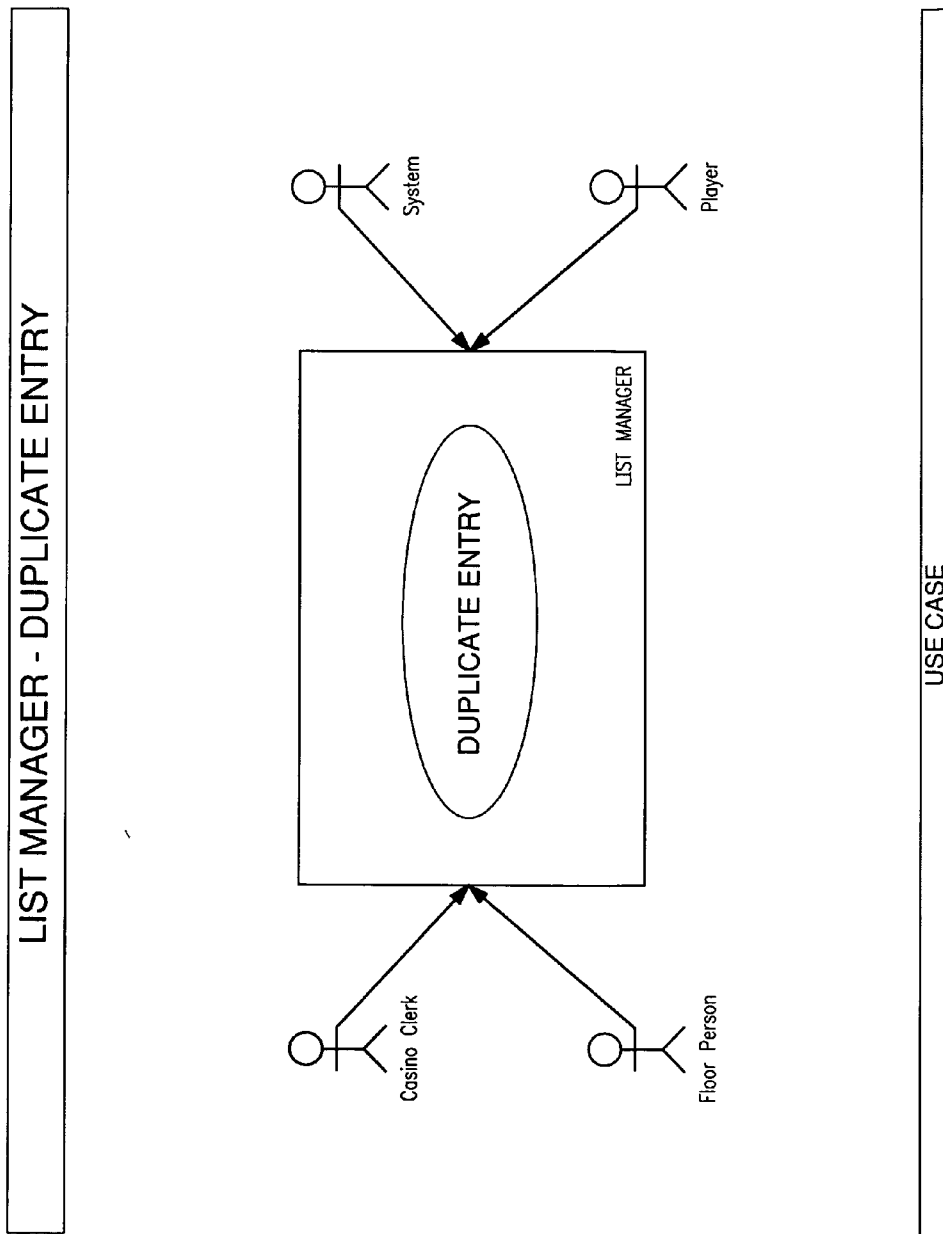 LIST MANAGER - DUPLICATE ENTRY
Casino Clerk
System
DUPLICATE ENTRY
LIST MANAGER
Floor Person
Player
USE CASE